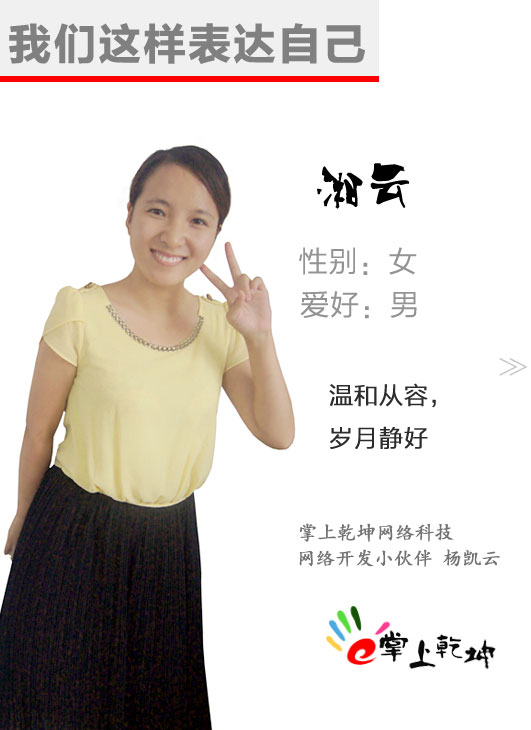 我们这样表达自己
湘云
性别：女
爱好：男
温和从容，
岁月静好
掌上乾坤网络科技
网络开发小伙伴 杨凯云
e掌上乾坤